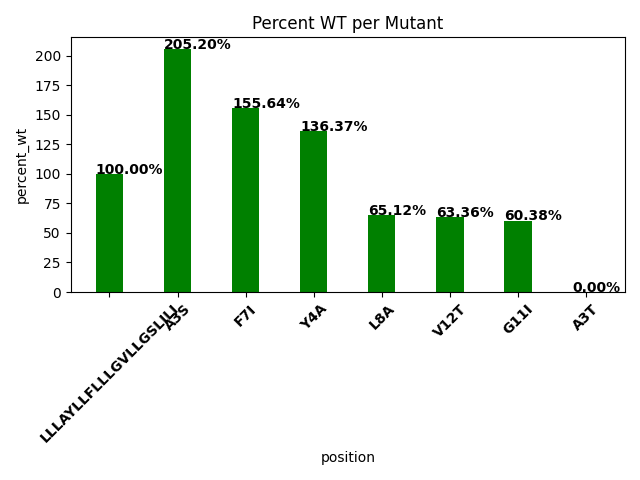 Percent WT per Mutant
percent_wt
200
175
150
125
100
75
50
25
0
100.00%
205.20%
155.64%
136.37%
65.12%
63.36%
60.38%
0.00%
LLLAYLLFLLLGVLLGSLILI
A3S
F7I
Y4A
L8A
V12T
G11I
A3T
position